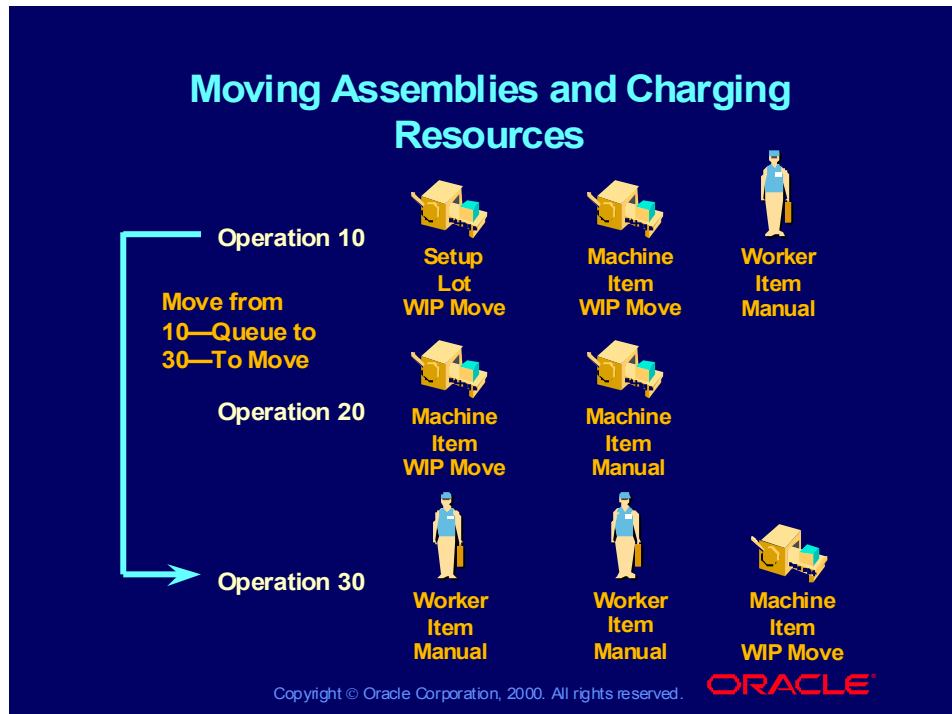 Moving Assemblies and Charging
Resources
Operation 10
Setup
Lot
WIP Move
Machine
Item
WIP Move
Worker
Item
Manual
Move from
10—Queue to
30—To Move
Operation 20
Machine
Item
WIP Move
Machine
Item
Manual
Operation 30
Worker
Item
Manual
Worker
Item
Manual
Machine
Item
WIP Move
Copyright © Oracle Corporation, 2000. All rights reserved.
ORACLE®